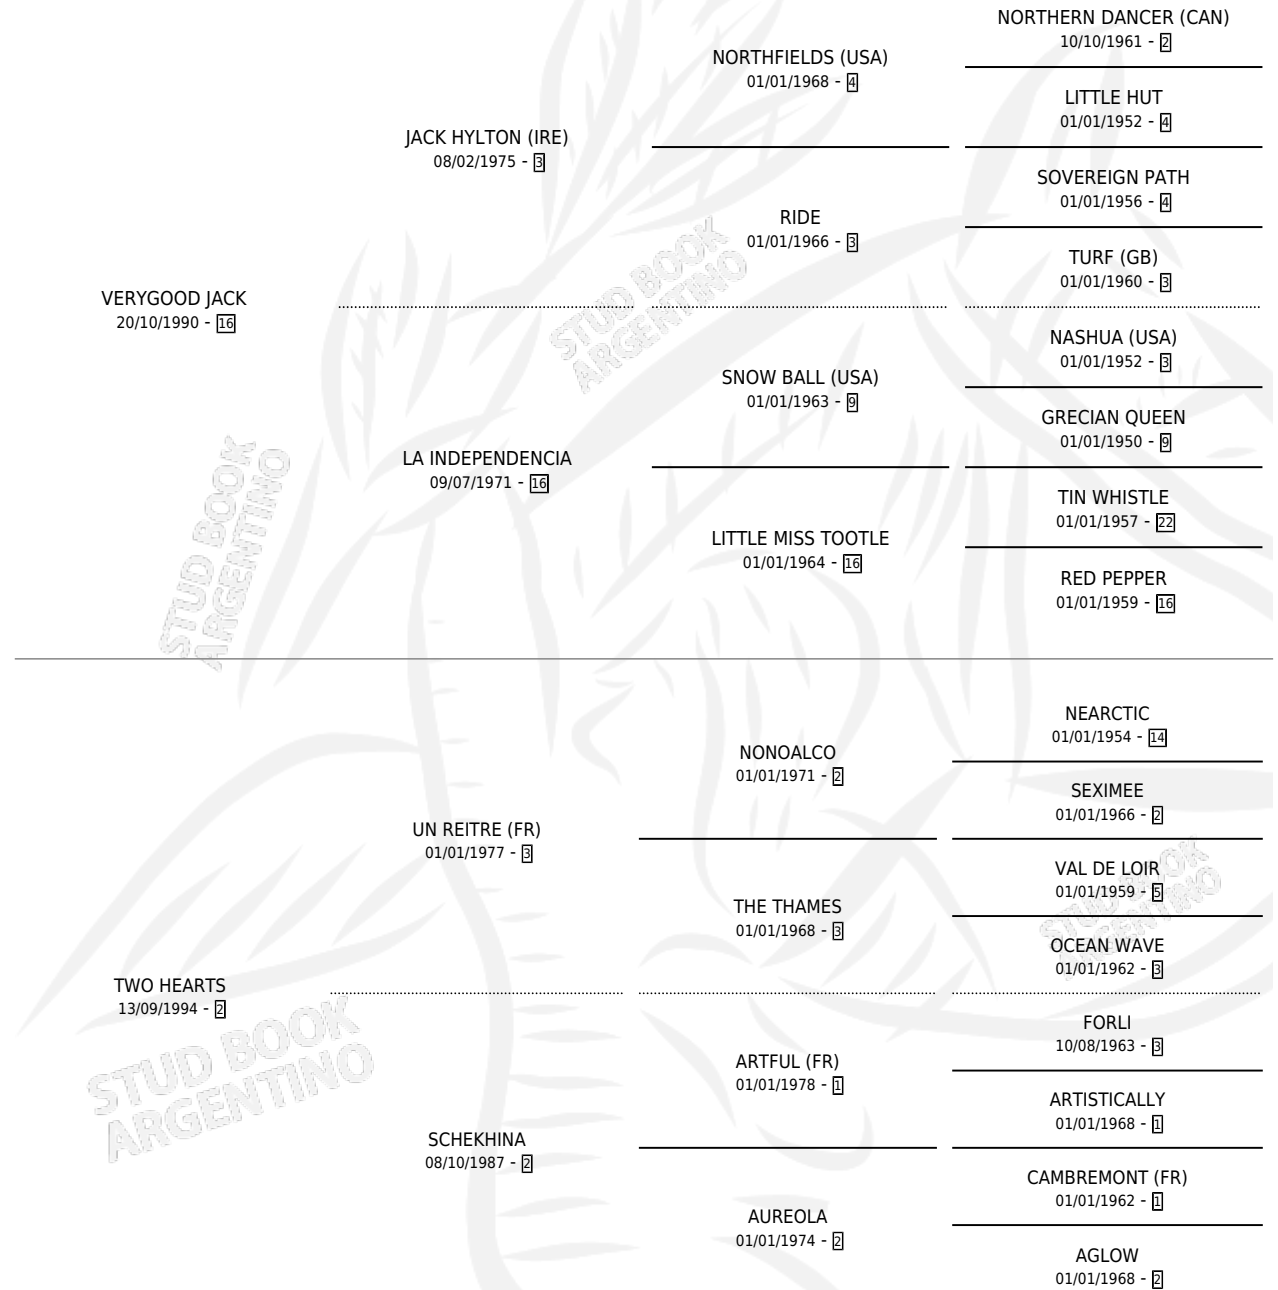 NORTHERN DANCER (CAN)
10/10/1961 - 2
NORTHFIELDS (USA)
01/01/1968 - 4
LITTLE HUT
01/01/1952 - 4
JACK HYLTON (IRE)
08/02/1975 - 3
SOVEREIGN PATH
01/01/1956 - 4
RIDE
01/01/1966 - 3
TURF (GB)
01/01/1960 - 3
VERYGOOD JACK
20/10/1990 - 16
NASHUA (USA)
01/01/1952 - 3
SNOW BALL (USA)
01/01/1963 - 9
GRECIAN QUEEN
01/01/1950 - 9
LA INDEPENDENCIA
09/07/1971 - 16
TIN WHISTLE
01/01/1957 - 22
LITTLE MISS TOOTLE
01/01/1964 - 16
RED PEPPER
01/01/1959 - 16
NEARCTIC
01/01/1954 - 14
NONOALCO
01/01/1971 - 2
SEXIMEE
01/01/1966 - 2
UN REITRE (FR)
01/01/1977 - 3
VAL DE LOIR
01/01/1959 - 5
THE THAMES
01/01/1968 - 3
OCEAN WAVE
01/01/1962 - 3
TWO HEARTS
13/09/1994 - 2
FORLI
10/08/1963 - 3
ARTFUL (FR)
01/01/1978 - 1
ARTISTICALLY
01/01/1968 - 1
SCHEKHINA
08/10/1987 - 2
CAMBREMONT (FR)
01/01/1962 - 1
AUREOLA
01/01/1974 - 2
AGLOW
01/01/1968 - 2
STUD BOOK
ARGENTINO
STUD BOOK
ARGENTINO
STUD BOOK
ARGENTINO
STUD BOOK
ARGENTINO